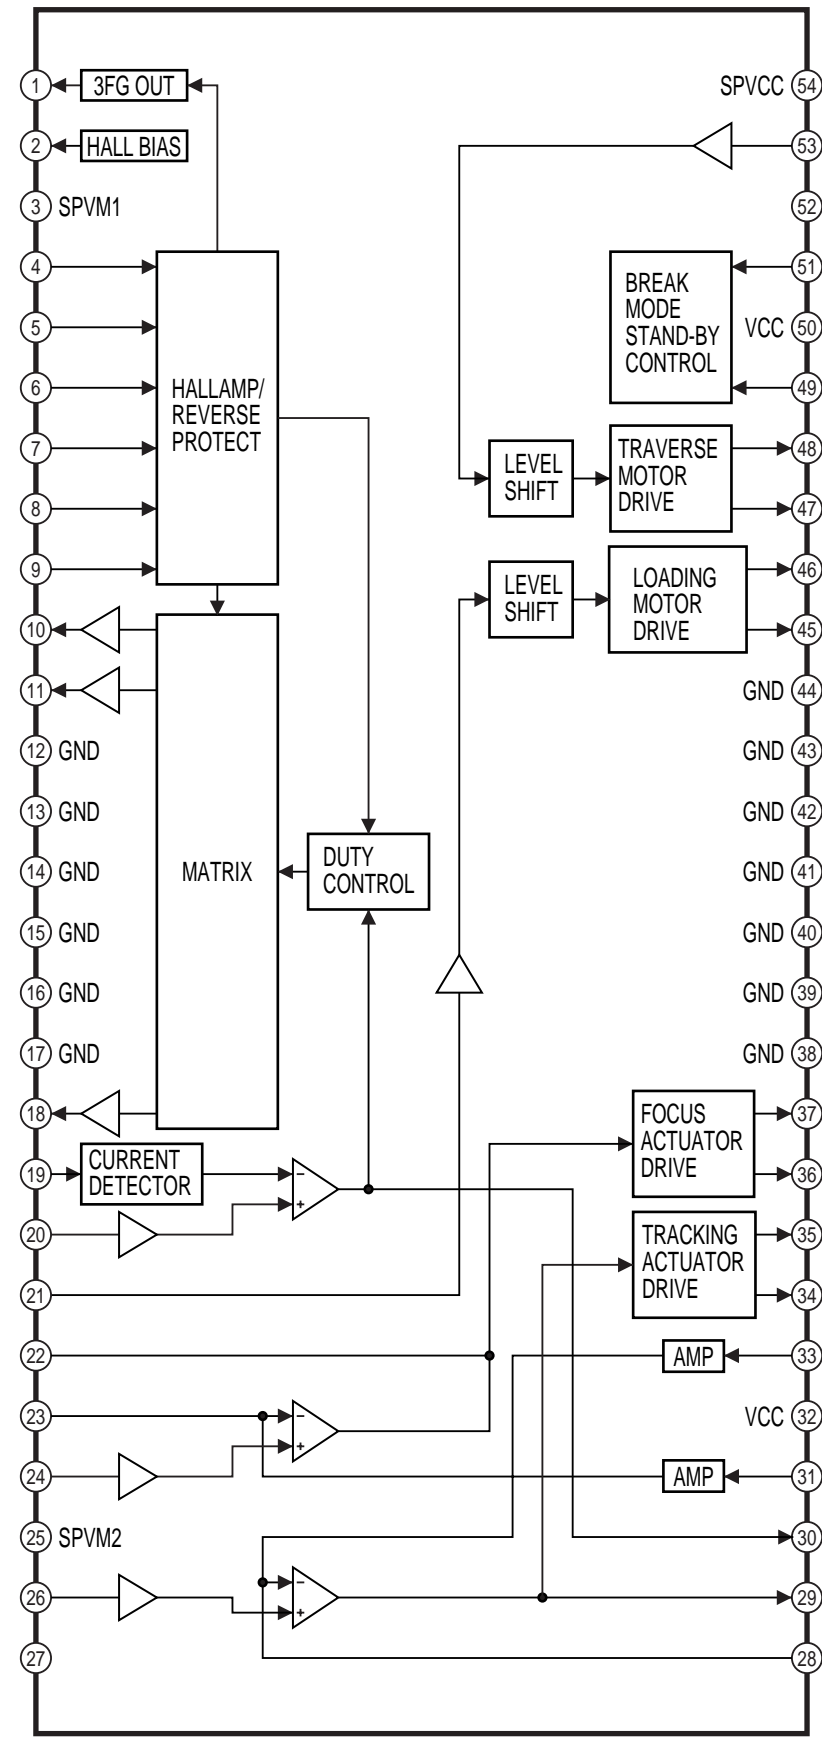 1
3FG OUT
SPVCC
54
2
HALL BIAS
53
3
SPVM1
52
4
51
BREAK
MODE
STAND-BY
CONTROL
5
VCC
50
6
49
HALLAMP/
REVERSE
PROTECT
7
48
LEVEL
SHIFT
TRAVERSE
MOTOR
DRIVE
8
47
9
46
LEVEL
SHIFT
LOADING
MOTOR
DRIVE
10
45
11
GND
44
12
GND
GND
43
13
GND
GND
42
14
GND
MATRIX
DUTY
CONTROL
GND
41
15
GND
GND
40
16
GND
GND
39
17
GND
GND
38
18
37
FOCUS
ACTUATOR
DRIVE
19
CURRENT
DETECTOR
−
+
36
20
35
TRACKING
ACTUATOR
DRIVE
21
34
22
AMP
33
23
−
+
VCC
32
24
AMP
31
25
SPVM2
30
26
−
+
29
27
28